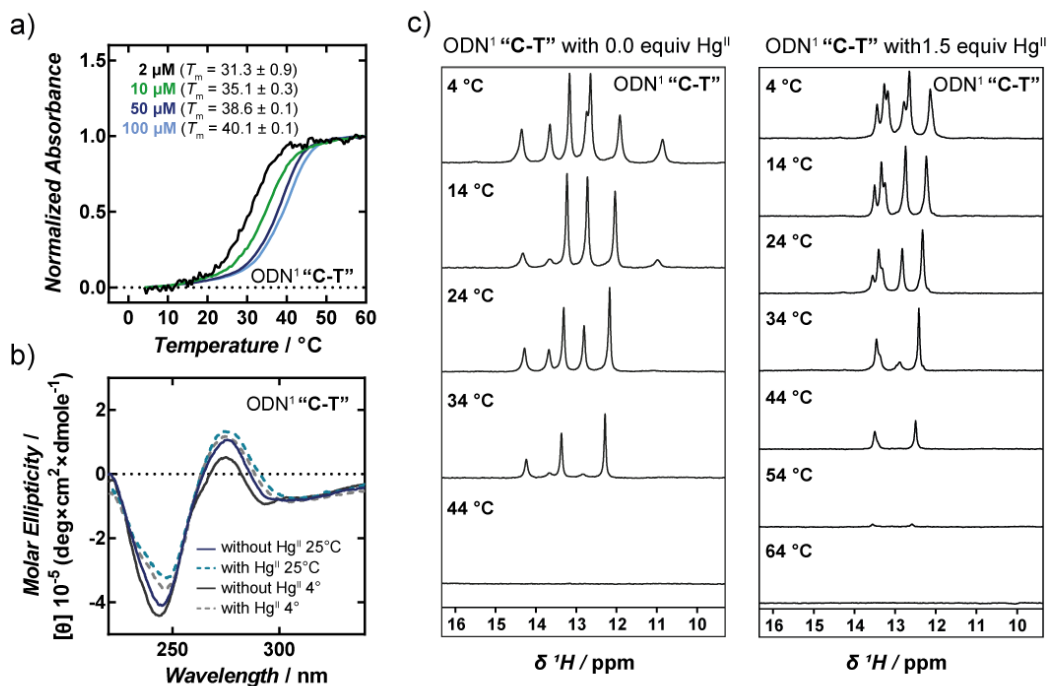 a)
Normalized Absorbance
1.5
1.0
0.5
0.0
2 µM (Tm = 31.3 ± 0.9)
10 µM (Tm = 35.1 ± 0.3)
50 µM (Tm = 38.6 ± 0.1)
100 µM (Tm = 40.1 ± 0.1)
ODN¹ “C-T”
0 10 20 30 40 50 60
Temperature / °C
b)
Molar Ellipticity /
[θ] 10⁻⁵ (deg×cm²×dmole⁻¹)
2
0
-2
-4
ODN¹ “C-T”
without Hgᴵᴵ 25°C
with Hgᴵᴵ 25°C
without Hgᴵᴵ 4°
with Hgᴵᴵ 4°
250 300
Wavelength / nm
c)
ODN¹ “C-T” with 0.0 equiv Hgᴵᴵ
4 °C
ODN¹ “C-T”
14 °C
24 °C
34 °C
44 °C
16 15 14 13 12 11 10
δ ¹H / ppm
ODN¹ “C-T” with1.5 equiv Hgᴵᴵ
4 °C
ODN¹ “C-T”
14 °C
24 °C
34 °C
44 °C
54 °C
64 °C
16 15 14 13 12 11 10
δ ¹H / ppm